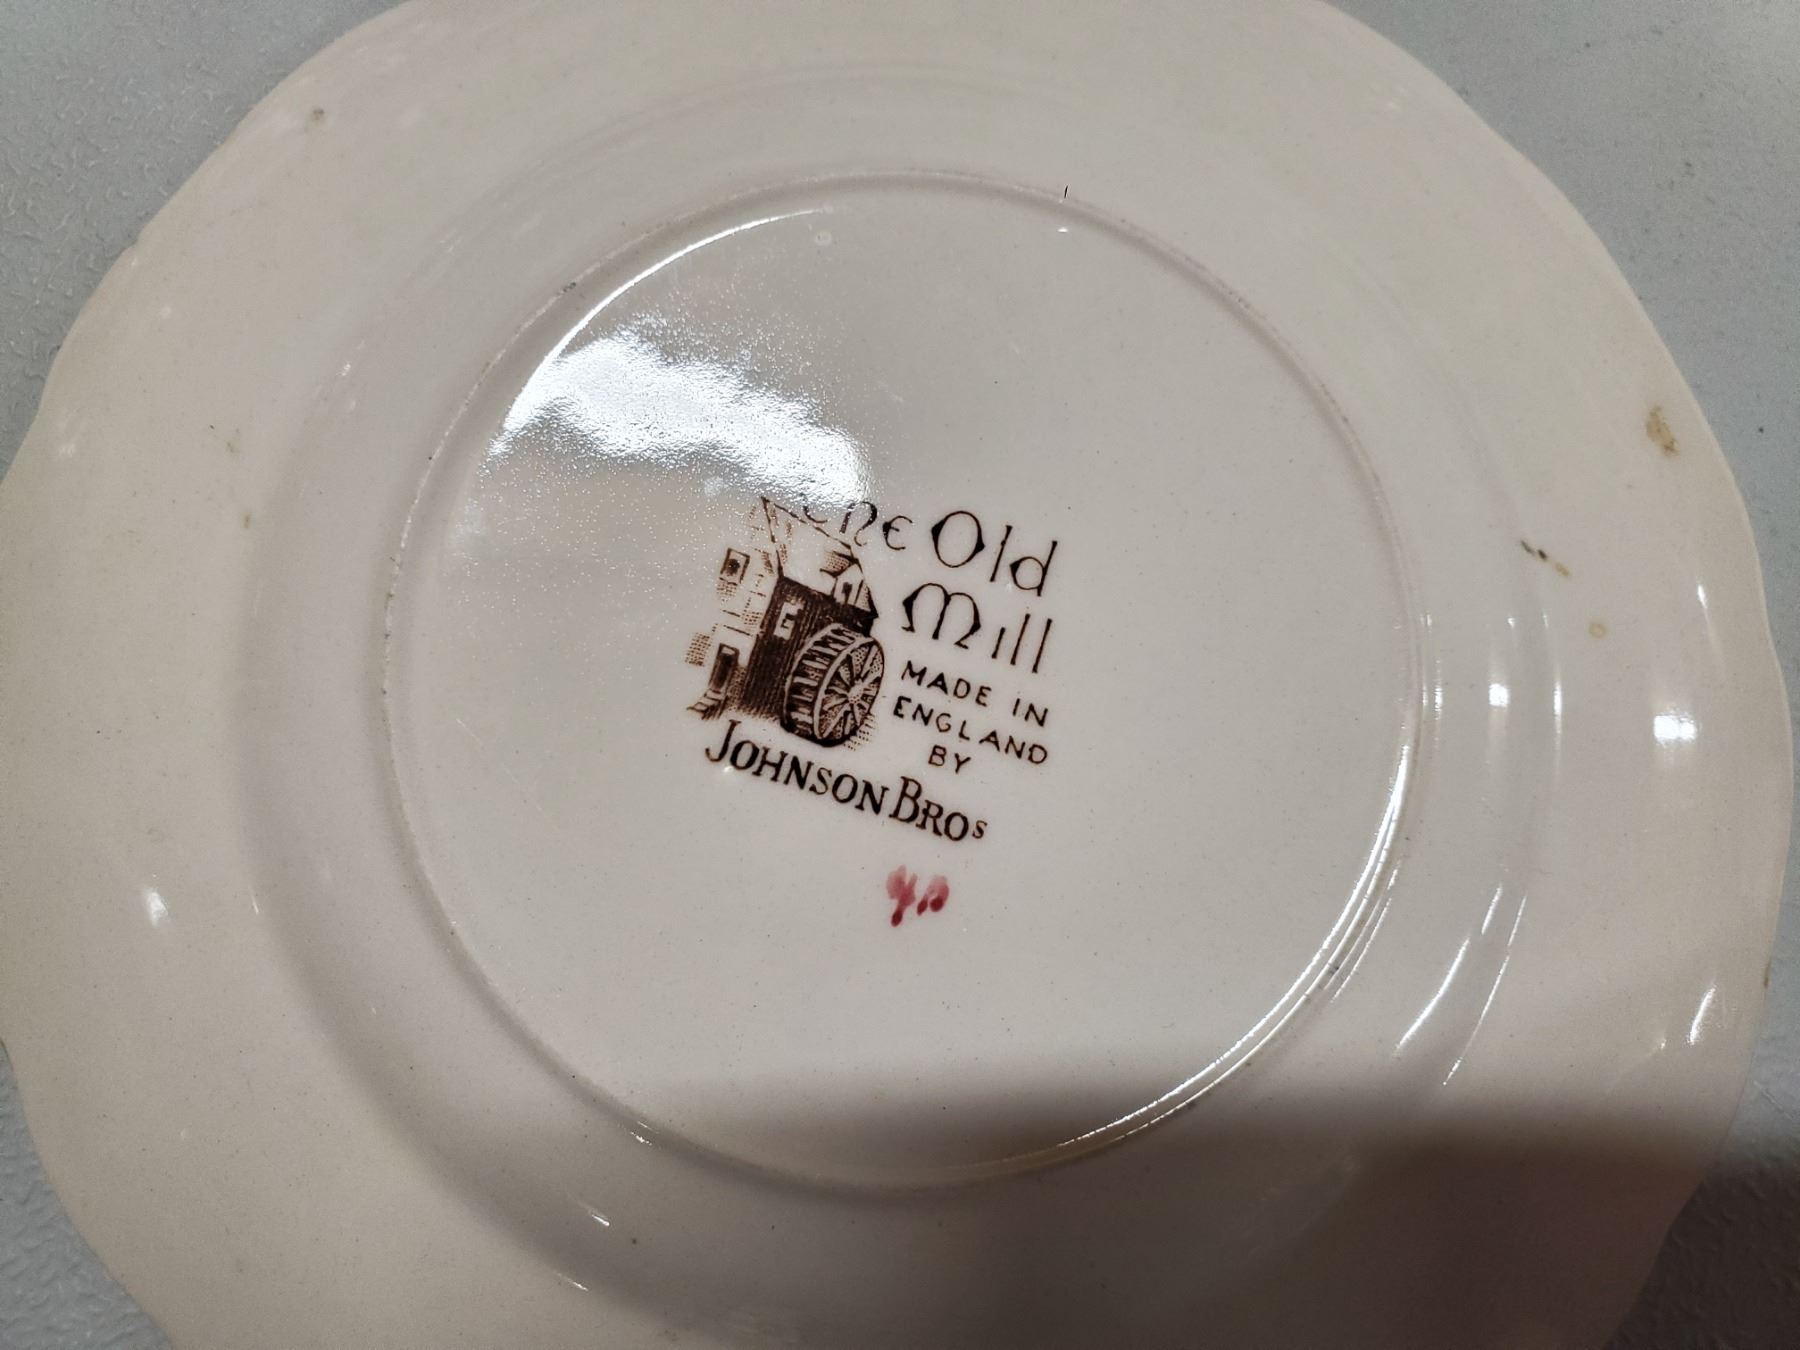 The Old
Mill
MADE IN
ENGLAND
BY
JOHNSON BROS